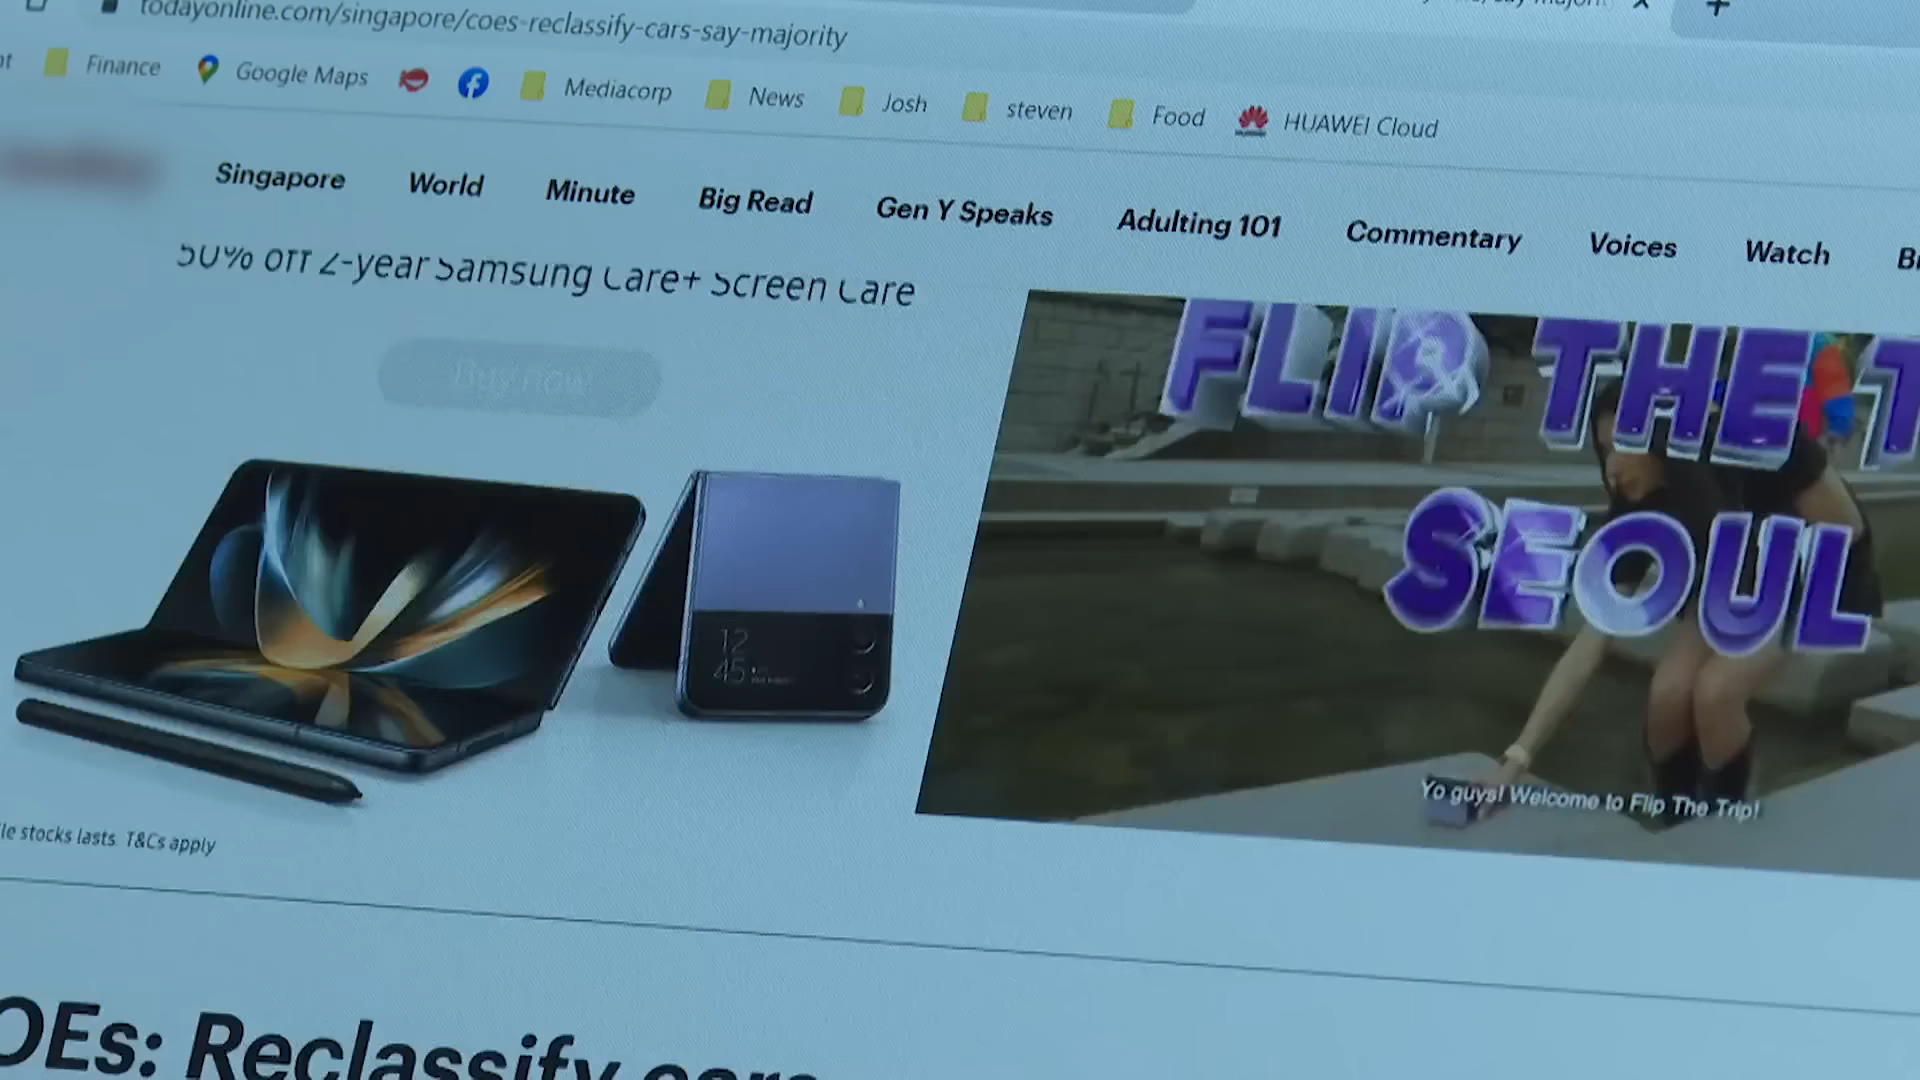 todayonline.com/singapore/coes-reclassify-cars-say-majority
Finance Google Maps Mediacorp News Josh steven Food HUAWEI Cloud
Singapore World Minute Big Read Gen Y Speaks Adulting 101 Commentary Voices Watch
50% off 2-year Samsung Care+ Screen Care
Buy now
FLIP THE T
SEOUL
12
45
Yo guys! Welcome to Flip The Trip!
le stocks lasts. T&Cs apply
OEs: Reclassify cars